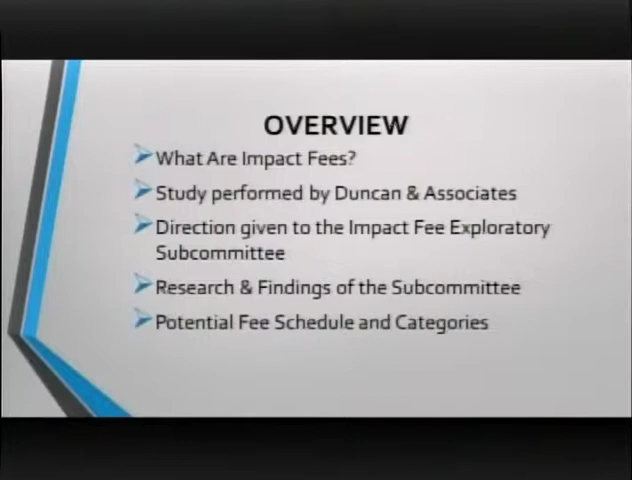 OVERVIEW
What Are Impact Fees?
Study performed by Duncan & Associates
Direction given to the Impact Fee Exploratory
Subcommittee
Research & Findings of the Subcommittee
Potential Fee Schedule and Categories